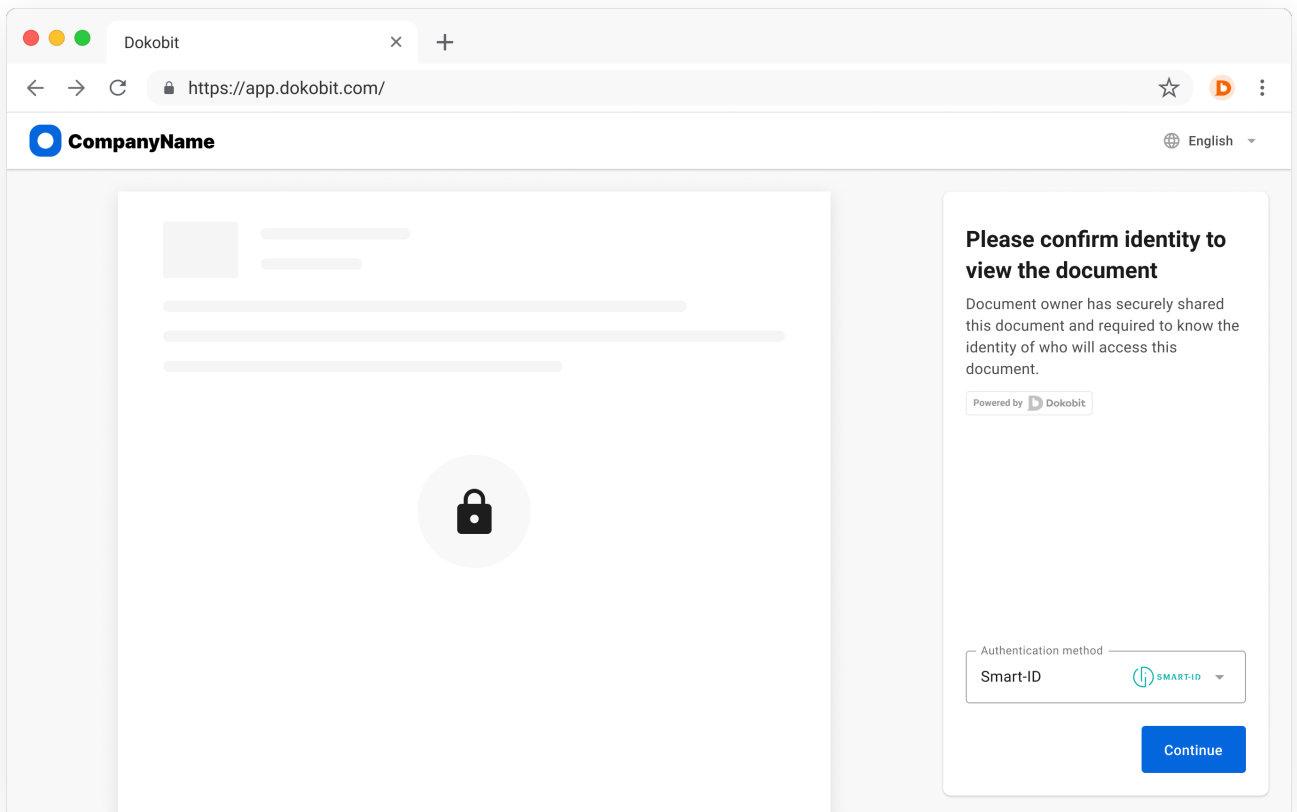 Dokobit
https://app.dokobit.com/
CompanyName
English
Please confirm identity to
view the document
Document owner has securely shared
this document and required to know the
identity of who will access this
document.
Powered by Dokobit
Authentication method
Smart-ID SMART-ID
Continue